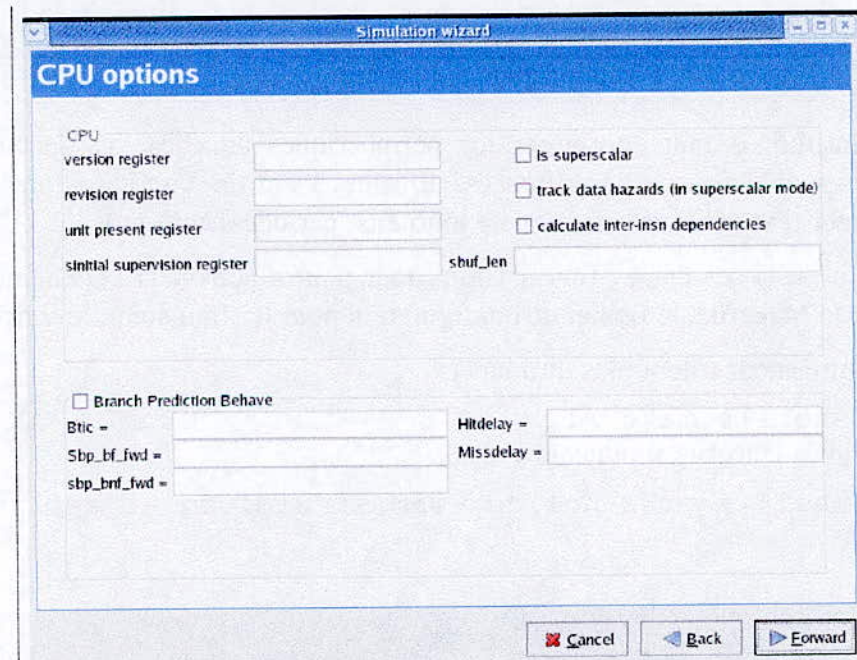 Simulation wizard
CPU options
CPU
version register
Is superscalar
revision register
track data hazards (in superscalar mode)
unit present register
calculate inter-insn dependencies
sinitial supervision register
sbuf_len
Branch Prediction Behave
Btic =
Hitdelay =
Sbp_bf_fwd =
Missdelay =
sbp_bnf_fwd =
Cancel
Back
Forward